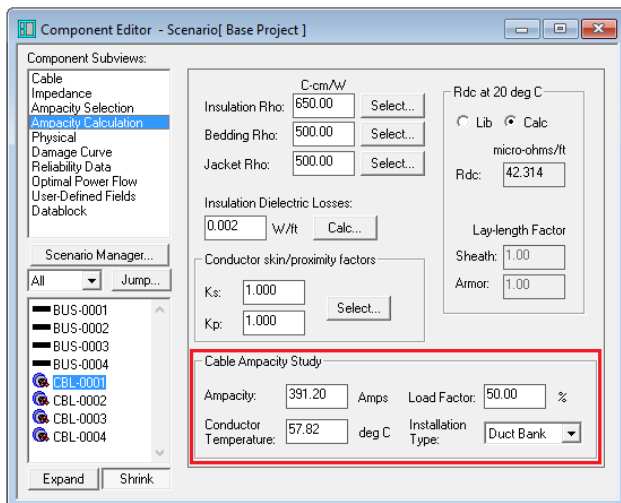 Component Editor - Scenario[ Base Project ]
Component Subviews:
Cable
Impedance
Ampacity Selection
Ampacity Calculation
Physical
Damage Curve
Reliability Data
Optimal Power Flow
User-Defined Fields
Datablock
Scenario Manager...
All
Jump...
BUS-0001
BUS-0002
BUS-0003
BUS-0004
CBL-0001
CBL-0002
CBL-0003
CBL-0004
Expand
Shrink
C-cm/W
Insulation Rho: 650.00 Select...
Bedding Rho: 500.00 Select...
Jacket Rho: 500.00 Select...
Insulation Dielectric Losses:
0.002 W/ft Calc...
Conductor skin/proximity factors
Ks: 1.000
Select...
Kp: 1.000
Rdc at 20 deg C
Lib Calc
micro-ohms/ft
Rdc: 42.314
Lay-length Factor
Sheath: 1.00
Armor: 1.00
Cable Ampacity Study
Ampacity: 391.20 Amps Load Factor: 50.00 %
Conductor Temperature: 57.82 deg C Installation Type: Duct Bank